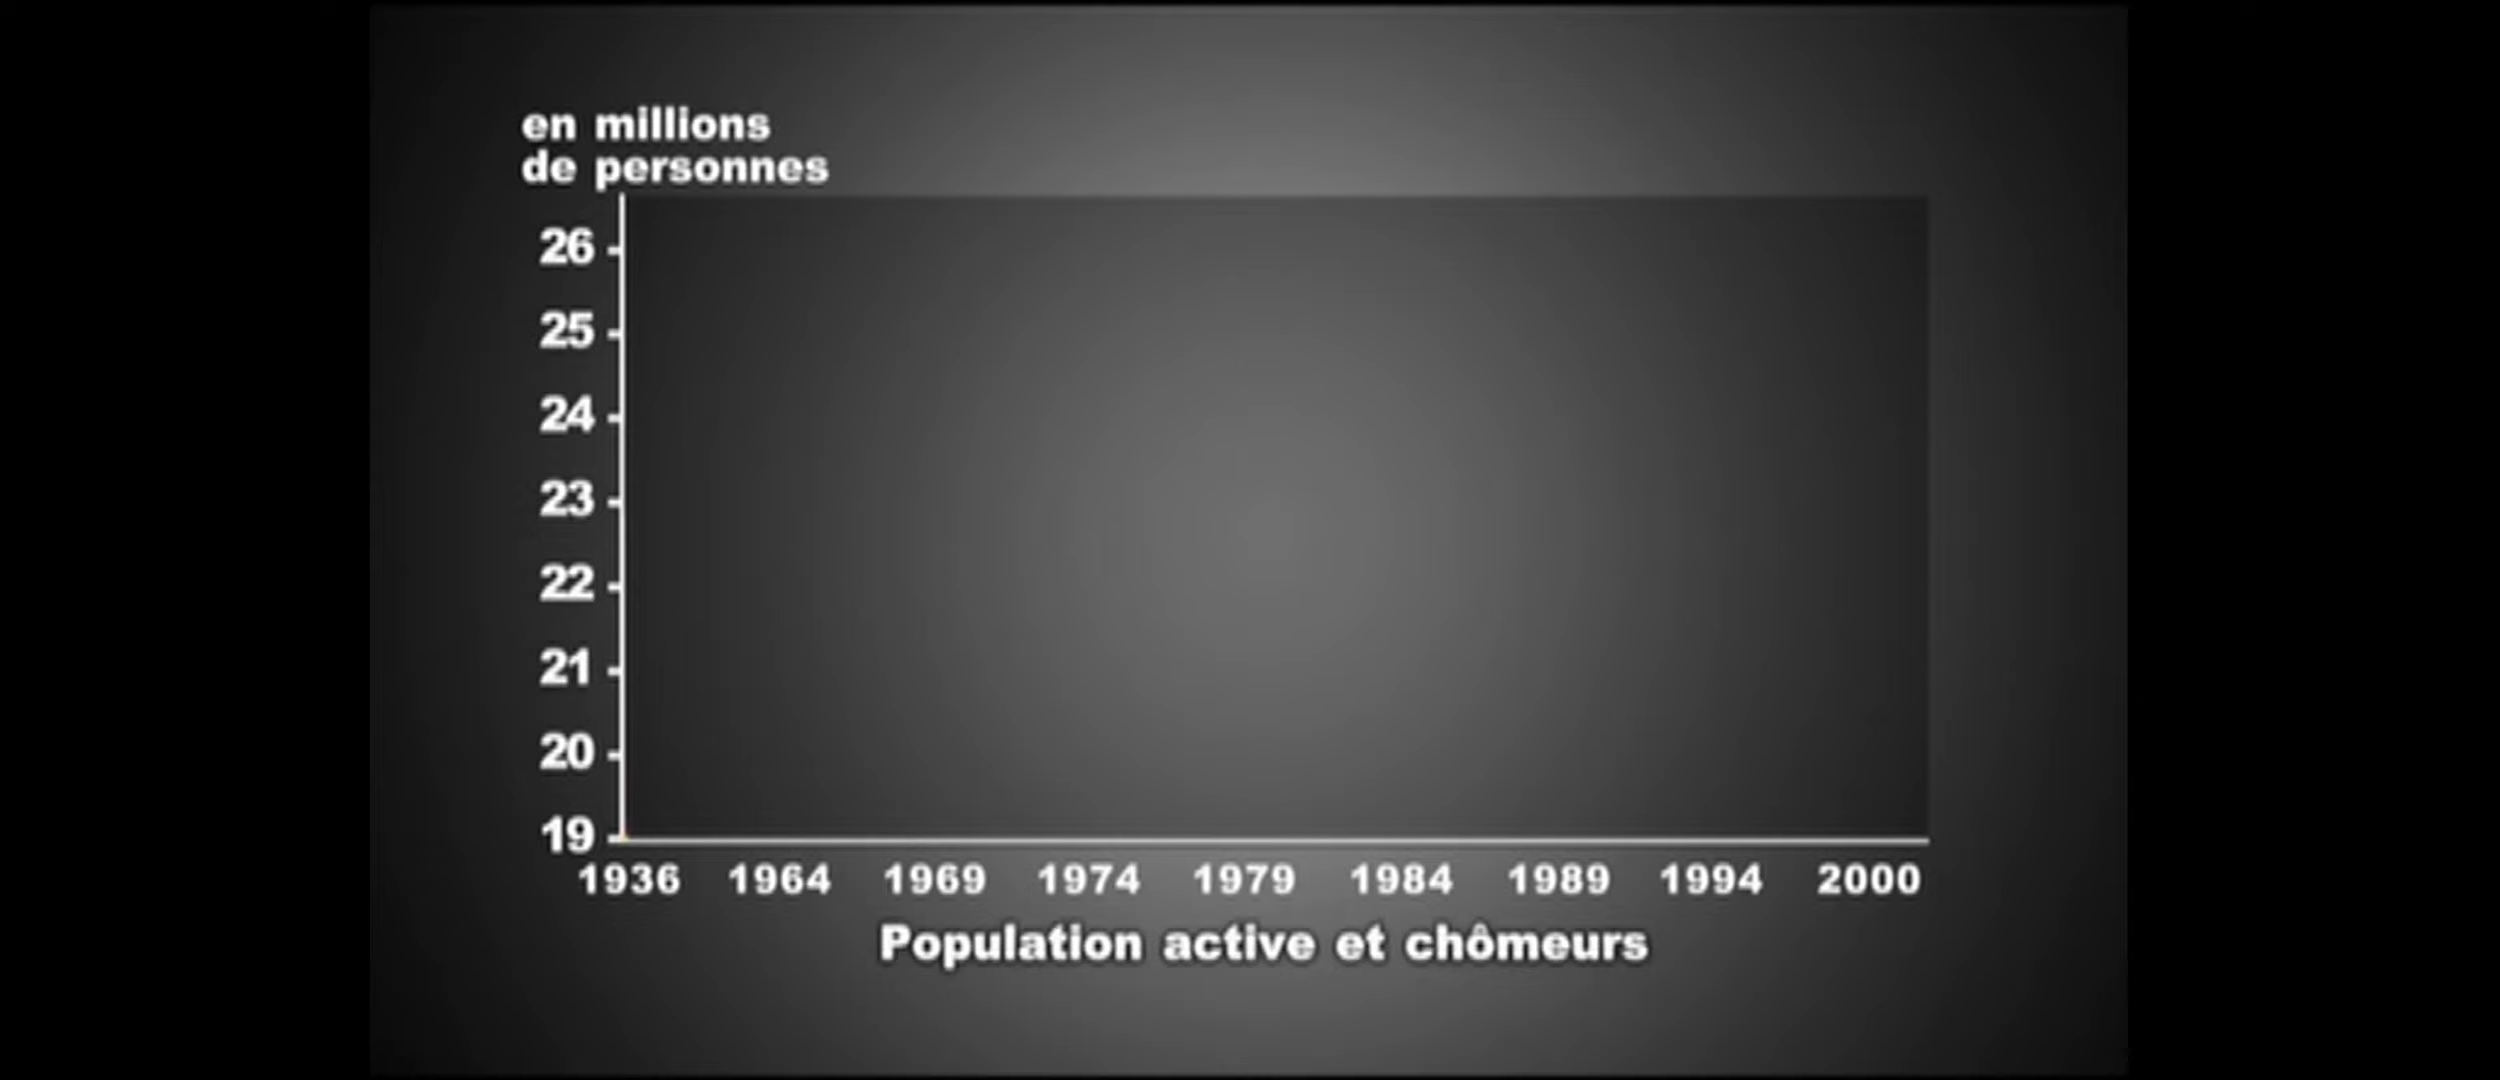 en millions
de personnes
26
25
24
23
22
21
20
19
1936 1964 1969 1974 1979 1984 1989 1994 2000
Population active et chômeurs